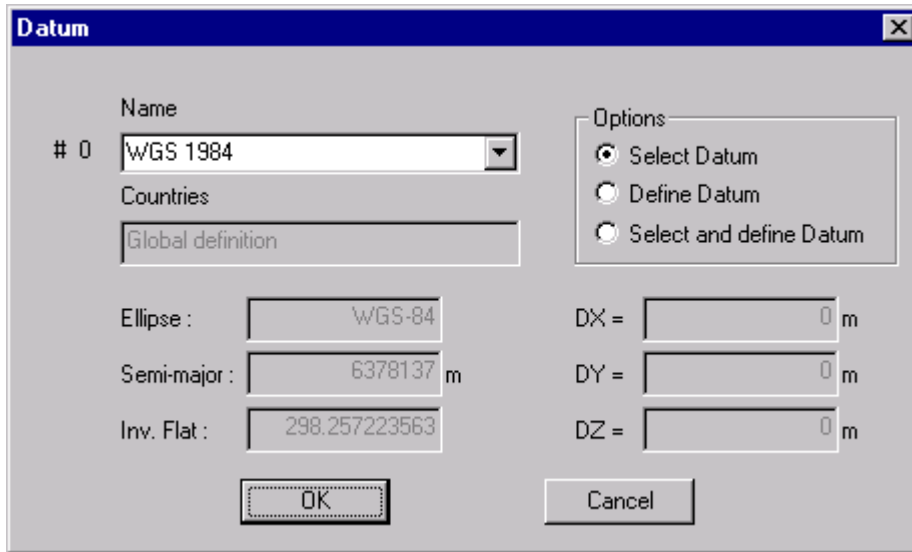 Datum
Name
# 0 WGS 1984
Countries
Global definition
Options
Select Datum
Define Datum
Select and define Datum
Ellipse : WGS-84
Semi-major : 6378137 m
Inv. Flat : 298.257223563
DX = 0 m
DY = 0 m
DZ = 0 m
OK
Cancel